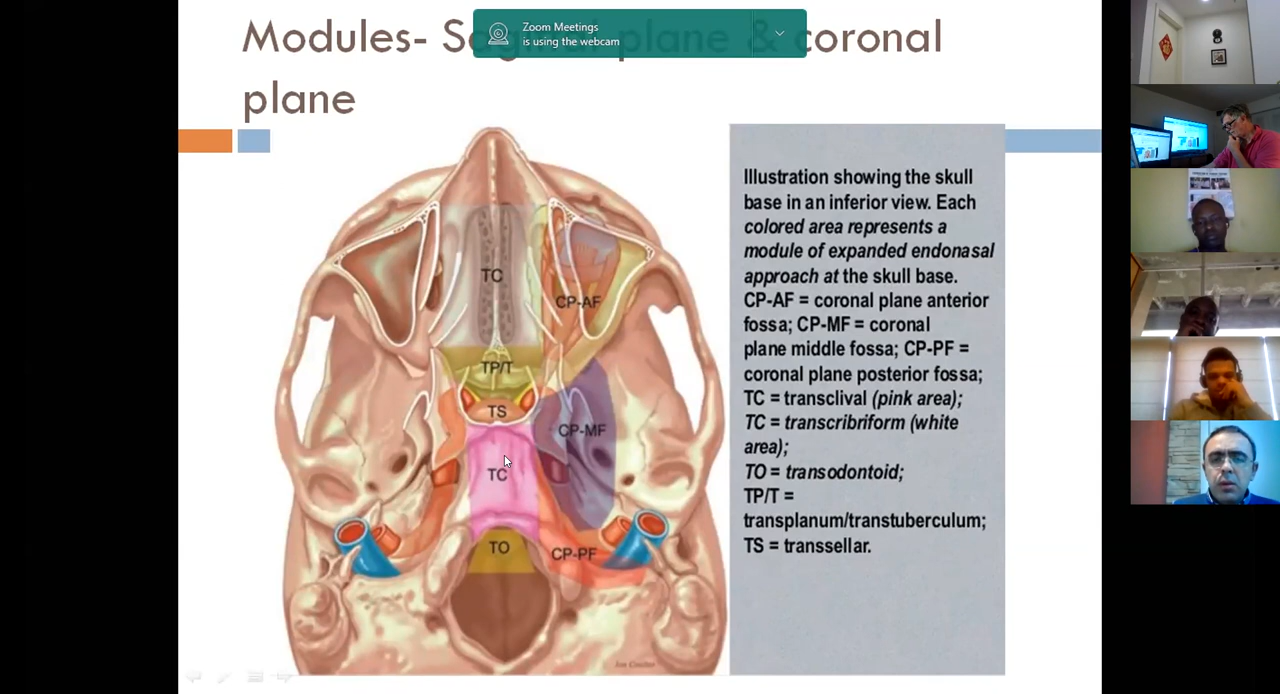 Modules- Sagittal plane & coronal
plane
Zoom Meetings
is using the webcam
TC
CP-AF
TP/T
TS
CP-MF
TC
TO
CP-PF
Illustration showing the skull
base in an inferior view. Each
colored area represents a
module of expanded endonasal
approach at the skull base.
CP-AF = coronal plane anterior
fossa; CP-MF = coronal
plane middle fossa; CP-PF =
coronal plane posterior fossa;
TC = transclival (pink area);
TC = transcribriform (white
area);
TO = transodontoid;
TP/T =
transplanum/transtuberculum;
TS = transsellar.